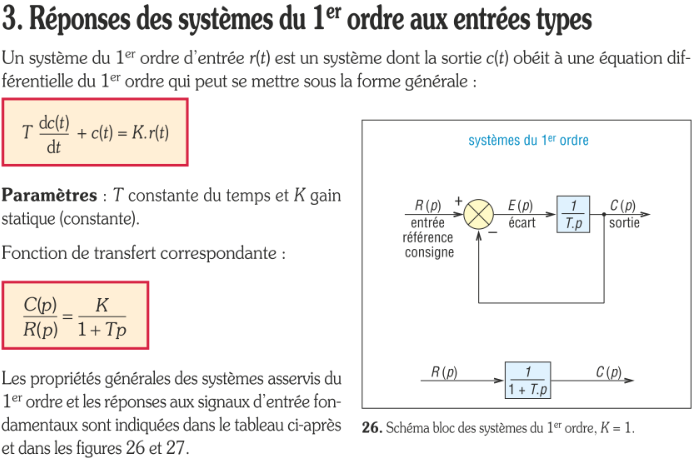 3. Réponses des systèmes du 1er ordre aux entrées types
Un système du 1er ordre d'entrée r(t) est un système dont la sortie c(t) obéit à une équation dif-
férentielle du 1er ordre qui peut se mettre sous la forme générale :
T dc(t)/dt + c(t) = K.r(t)
Paramètres : T constante du temps et K gain
statique (constante).
Fonction de transfert correspondante :
C(p)/R(p) = K/(1 + Tp)
Les propriétés générales des systèmes asservis du
1er ordre et les réponses aux signaux d'entrée fon-
damentaux sont indiquées dans le tableau ci-après
et dans les figures 26 et 27.
systèmes du 1er ordre
R(p) + E(p) 1/T.p C(p)
entrée – écart sortie
référence
consigne
R(p) 1/(1 + T.p) C(p)
26. Schéma bloc des systèmes du 1er ordre, K = 1.